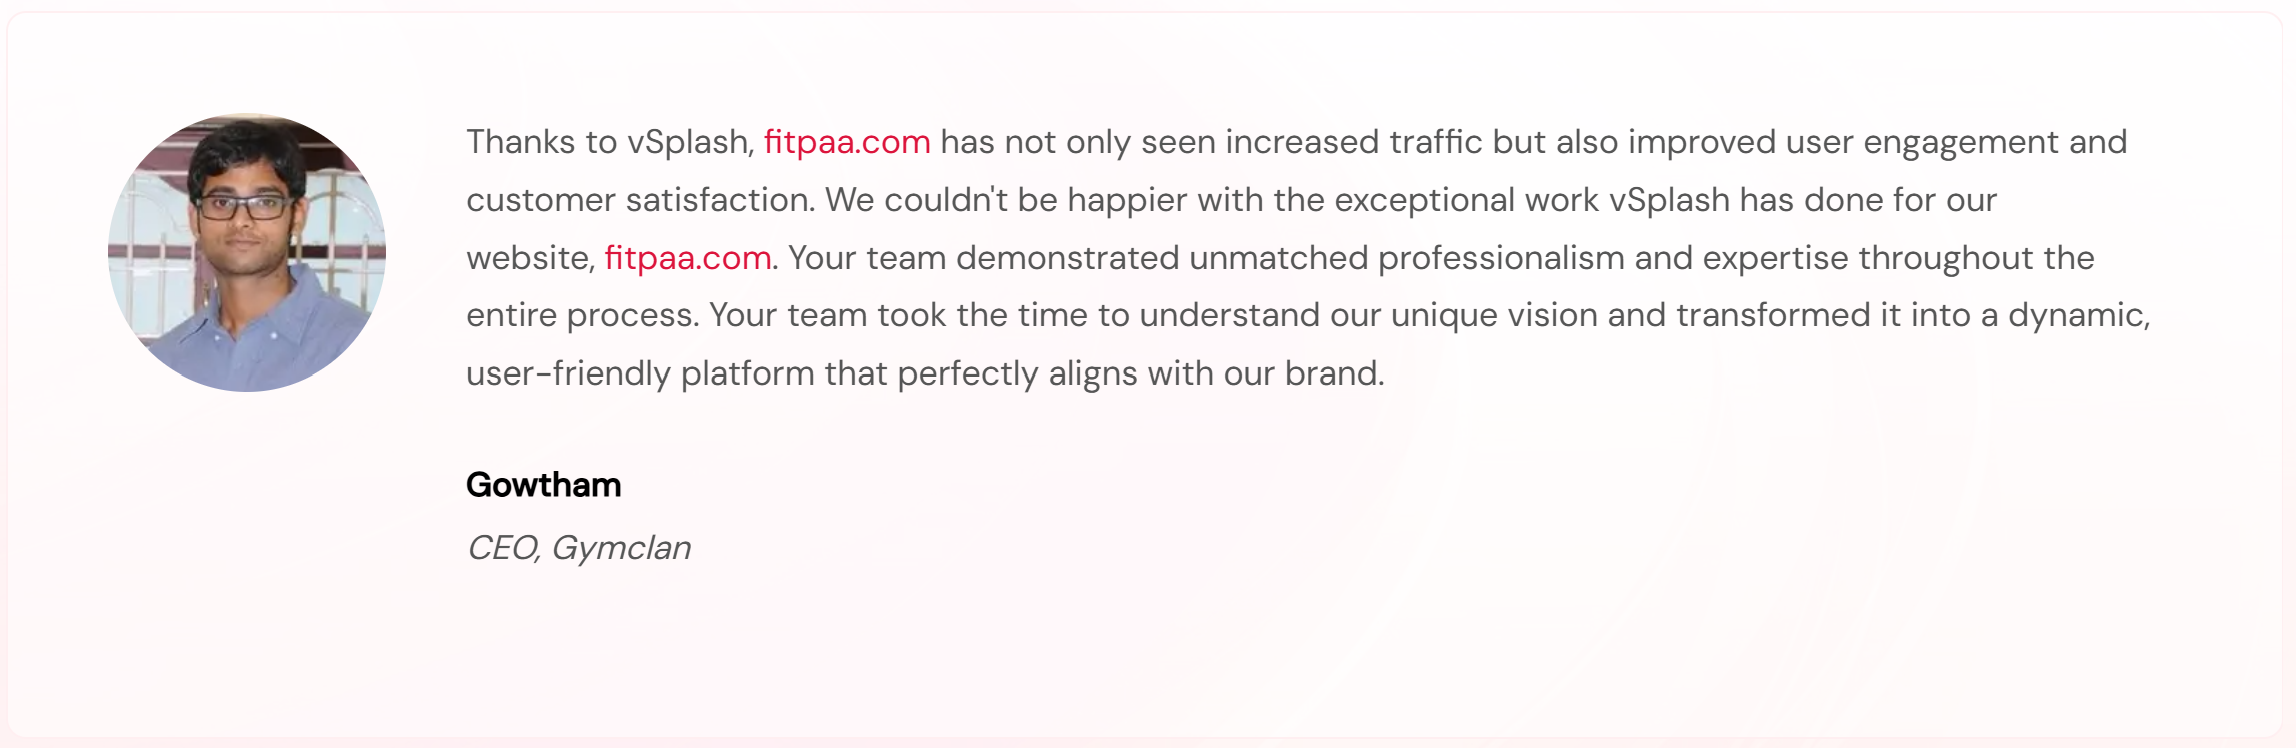 Thanks to vSplash, fitpaa.com has not only seen increased traffic but also improved user engagement and
customer satisfaction. We couldn't be happier with the exceptional work vSplash has done for our
website, fitpaa.com. Your team demonstrated unmatched professionalism and expertise throughout the
entire process. Your team took the time to understand our unique vision and transformed it into a dynamic,
user-friendly platform that perfectly aligns with our brand.
Gowtham
CEO, Gymclan